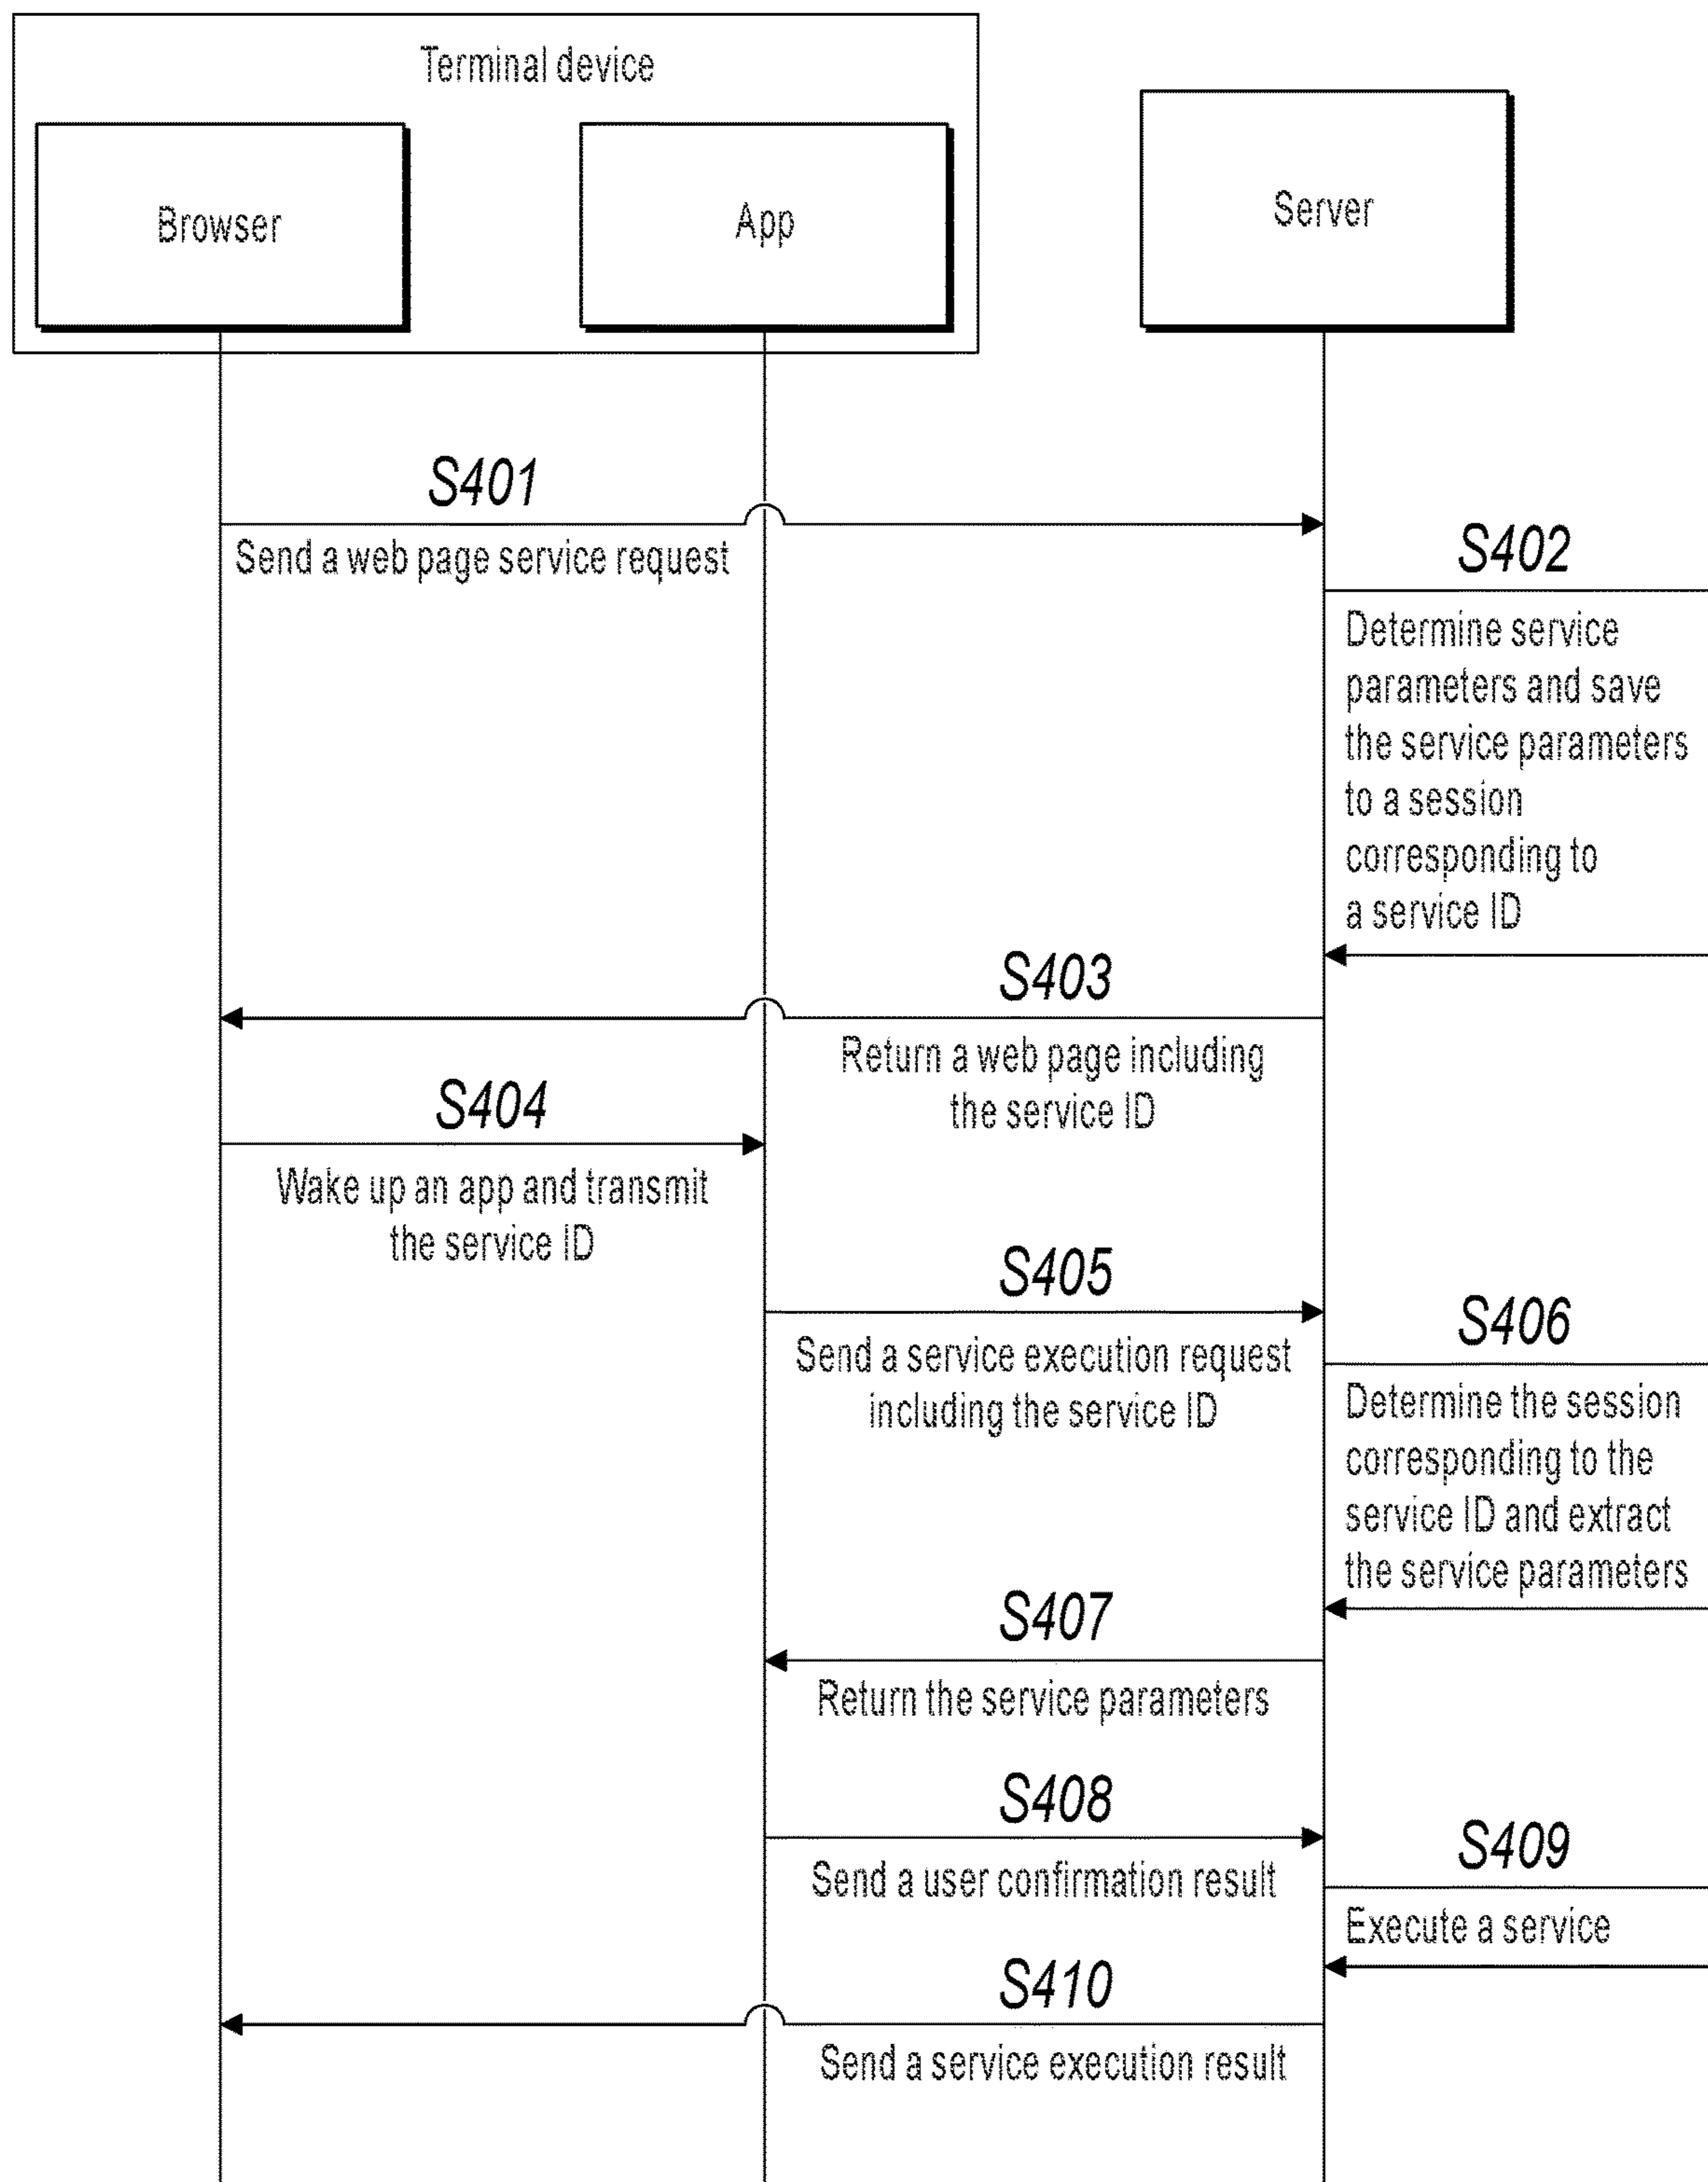 Terminal device
Browser
App
Server
S401
Send a web page service request
S402
Determine service
parameters and save
the service parameters
to a session
corresponding to
a service ID
S403
Return a web page including
the service ID
S404
Wake up an app and transmit
the service ID
S405
Send a service execution request
including the service ID
S406
Determine the session
corresponding to the
service ID and extract
the service parameters
S407
Return the service parameters
S408
Send a user confirmation result
S409
Execute a service
S410
Send a service execution result